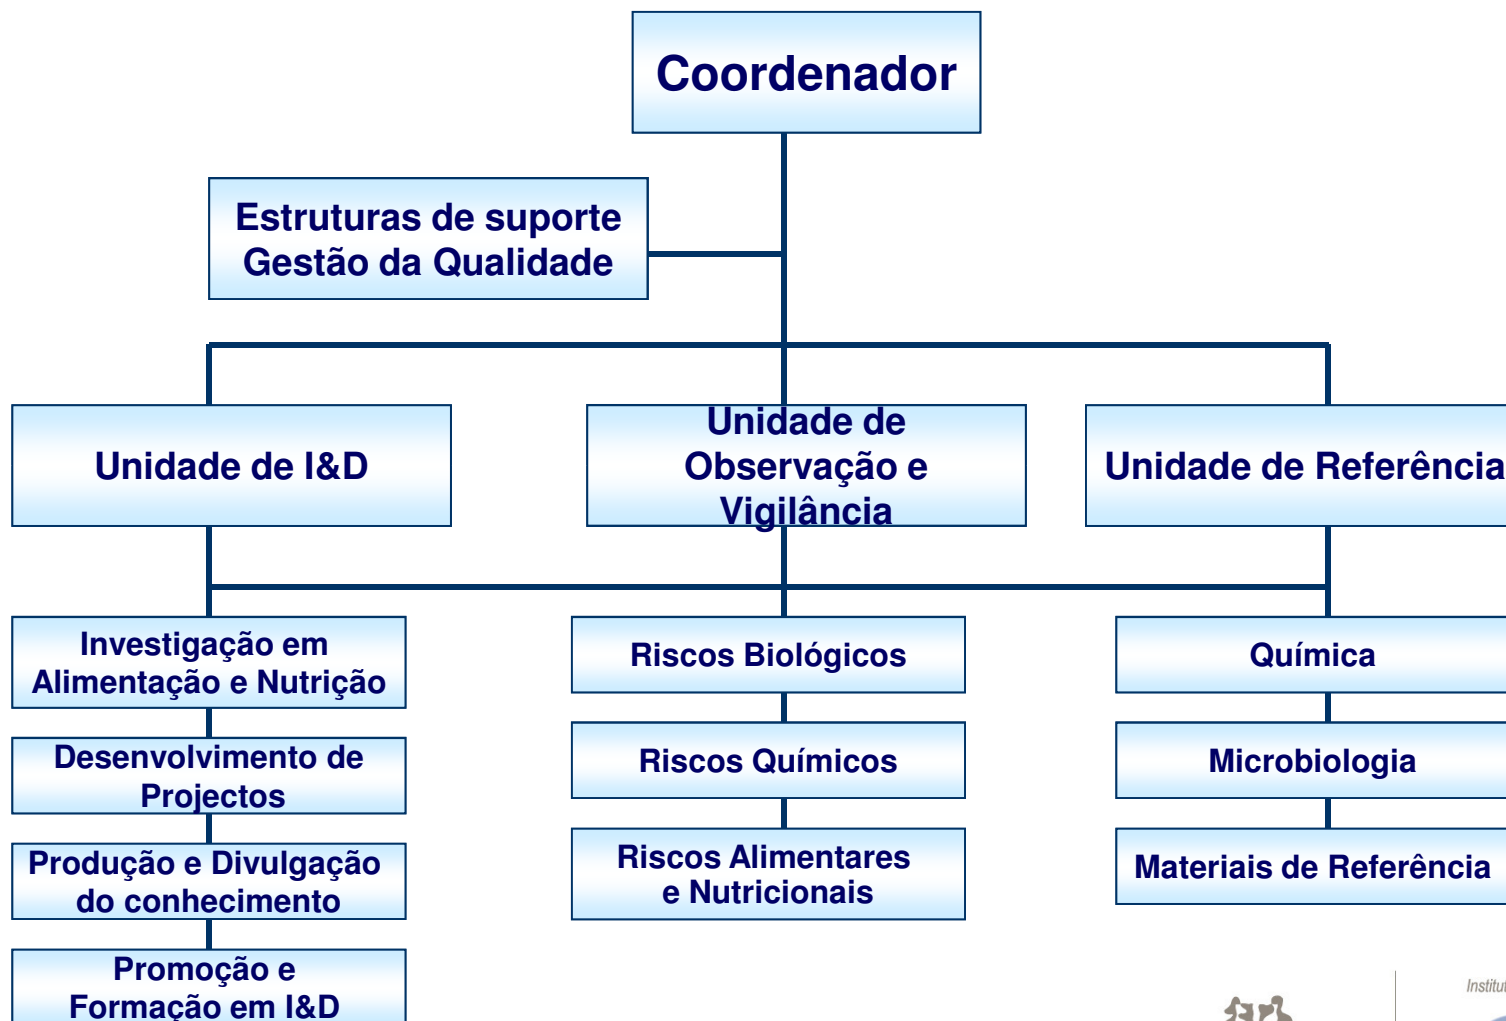 Coordenador
Estruturas de suporte
Gestão da Qualidade
Unidade de I&D
Unidade de
Observação e
Vigilância
Unidade de Referência
Investigação em
Alimentação e Nutrição
Desenvolvimento de
Projectos
Produção e Divulgação
do conhecimento
Promoção e
Formação em I&D
Riscos Biológicos
Riscos Químicos
Riscos Alimentares
e Nutricionais
Química
Microbiologia
Materiais de Referência